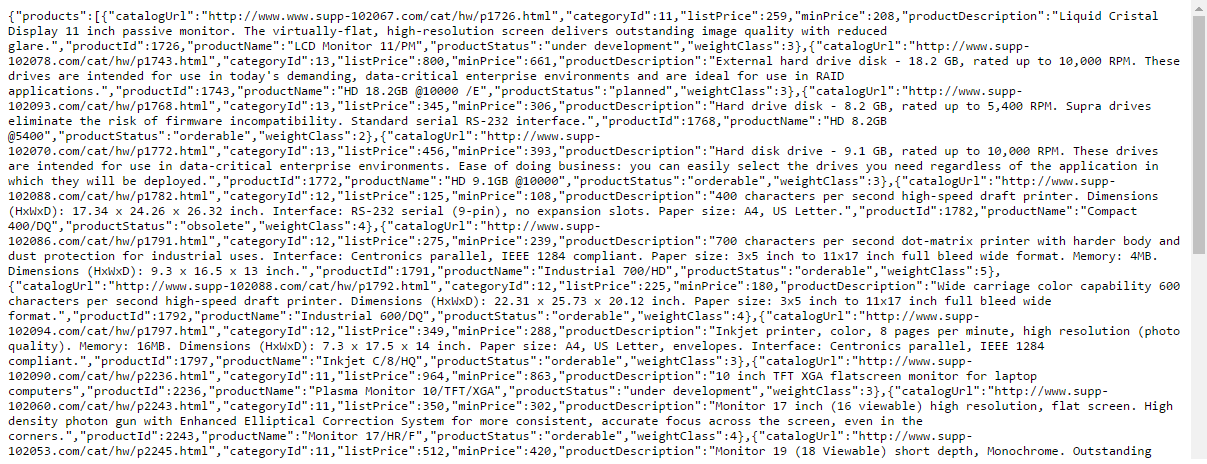 {"products":[{"catalogUrl":"http://www.www.supp-102067.com/cat/hw/p1726.html","categoryId":11,"listPrice":259,"minPrice":208,"productDescription":"Liquid Cristal
Display 11 inch passive monitor. The virtually-flat, high-resolution screen delivers outstanding image quality with reduced
glare.","productId":1726,"productName":"LCD Monitor 11/PM","productStatus":"under development","weightClass":3},{"catalogUrl":"http://www.supp-
102078.com/cat/hw/p1743.html","categoryId":13,"listPrice":800,"minPrice":661,"productDescription":"External hard drive disk - 18.2 GB, rated up to 10,000 RPM. These
drives are intended for use in today's demanding, data-critical enterprise environments and are ideal for use in RAID
applications.","productId":1743,"productName":"HD 18.2GB @10000 /E","productStatus":"planned","weightClass":3},{"catalogUrl":"http://www.supp-
102093.com/cat/hw/p1768.html","categoryId":13,"listPrice":345,"minPrice":306,"productDescription":"Hard drive disk - 8.2 GB, rated up to 5,400 RPM. Supra drives
eliminate the risk of firmware incompatibility. Standard serial RS-232 interface.","productId":1768,"productName":"HD 8.2GB
@5400","productStatus":"orderable","weightClass":2},{"catalogUrl":"http://www.supp-
102070.com/cat/hw/p1772.html","categoryId":13,"listPrice":456,"minPrice":393,"productDescription":"Hard disk drive - 9.1 GB, rated up to 10,000 RPM. These drives
are intended for use in data-critical enterprise environments. Ease of doing business: you can easily select the drives you need regardless of the application in
which they will be deployed.","productId":1772,"productName":"HD 9.1GB @10000","productStatus":"orderable","weightClass":3},{"catalogUrl":"http://www.supp-
102088.com/cat/hw/p1782.html","categoryId":12,"listPrice":125,"minPrice":108,"productDescription":"400 characters per second high-speed draft printer. Dimensions
(HxWxD): 17.34 x 24.26 x 26.32 inch. Interface: RS-232 serial (9-pin), no expansion slots. Paper size: A4, US Letter.","productId":1782,"productName":"Compact
400/DQ","productStatus":"obsolete","weightClass":4},{"catalogUrl":"http://www.supp-
102086.com/cat/hw/p1791.html","categoryId":12,"listPrice":275,"minPrice":239,"productDescription":"700 characters per second dot-matrix printer with harder body and
dust protection for industrial uses. Interface: Centronics parallel, IEEE 1284 compliant. Paper size: 3x5 inch to 11x17 inch full bleed wide format. Memory: 4MB.
Dimensions (HxWxD): 9.3 x 16.5 x 13 inch.","productId":1791,"productName":"Industrial 700/HD","productStatus":"orderable","weightClass":5},
{"catalogUrl":"http://www.supp-102088.com/cat/hw/p1792.html","categoryId":12,"listPrice":225,"minPrice":180,"productDescription":"Wide carriage color capability 600
characters per second high-speed draft printer. Dimensions (HxWxD): 22.31 x 25.73 x 20.12 inch. Paper size: 3x5 inch to 11x17 inch full bleed wide
format.","productId":1792,"productName":"Industrial 600/DQ","productStatus":"orderable","weightClass":4},{"catalogUrl":"http://www.supp-
102094.com/cat/hw/p1797.html","categoryId":12,"listPrice":349,"minPrice":288,"productDescription":"Inkjet printer, color, 8 pages per minute, high resolution (photo
quality). Memory: 16MB. Dimensions (HxWxD): 7.3 x 17.5 x 14 inch. Paper size: A4, US Letter, envelopes. Interface: Centronics parallel, IEEE 1284
compliant.","productId":1797,"productName":"Inkjet C/8/HQ","productStatus":"orderable","weightClass":3},{"catalogUrl":"http://www.supp-
102090.com/cat/hw/p2236.html","categoryId":11,"listPrice":964,"minPrice":863,"productDescription":"10 inch TFT XGA flatscreen monitor for laptop
computers","productId":2236,"productName":"Plasma Monitor 10/TFT/XGA","productStatus":"under development","weightClass":3},{"catalogUrl":"http://www.supp-
102060.com/cat/hw/p2243.html","categoryId":11,"listPrice":350,"minPrice":302,"productDescription":"Monitor 17 inch (16 viewable) high resolution, flat screen. High
density photon gun with Enhanced Elliptical Correction System for more consistent, accurate focus across the screen, even in the
corners.","productId":2243,"productName":"Monitor 17/HR/F","productStatus":"orderable","weightClass":4},{"catalogUrl":"http://www.supp-
102053.com/cat/hw/p2245.html","categoryId":11,"listPrice":512,"minPrice":420,"productDescription":"Monitor 19 (18 Viewable) short depth, Monochrome. Outstanding